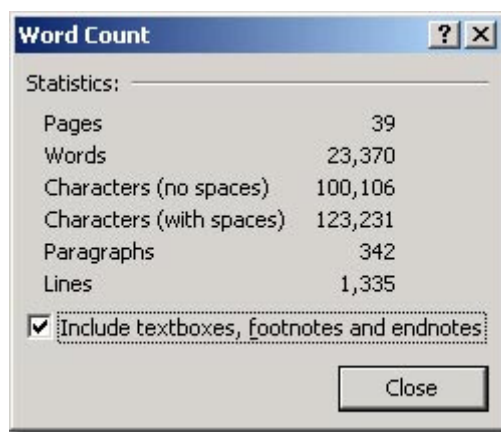 Word Count
Statistics:
Pages 39
Words 23,370
Characters (no spaces) 100,106
Characters (with spaces) 123,231
Paragraphs 342
Lines 1,335
Include textboxes, footnotes and endnotes
Close